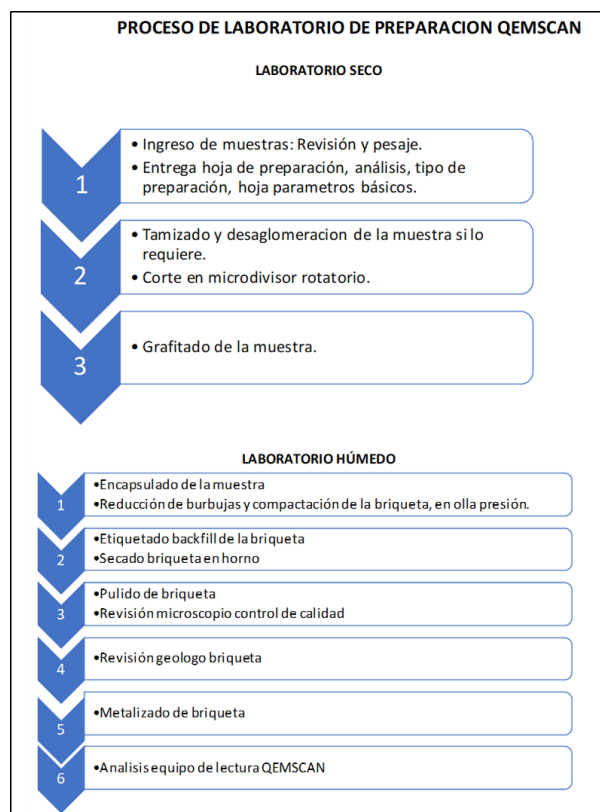 PROCESO DE LABORATORIO DE PREPARACION QEMSCAN
LABORATORIO SECO
1
• Ingreso de muestras: Revisión y pesaje.
• Entrega hoja de preparación, análisis, tipo de
preparación, hoja parametros básicos.
2
• Tamizado y desaglomeracion de la muestra si lo
requiere.
• Corte en microdivisor rotatorio.
3
• Grafitado de la muestra.
LABORATORIO HÚMEDO
1
•Encapsulado de la muestra
•Reducción de burbujas y compactación de la briqueta, en olla presión.
2
•Etiquetado backfill de la briqueta
•Secado briqueta en horno
3
•Pulido de briqueta
•Revisión microscopio control de calidad
4
•Revisión geologo briqueta
5
•Metalizado de briqueta
6
•Analisis equipo de lectura QEMSCAN